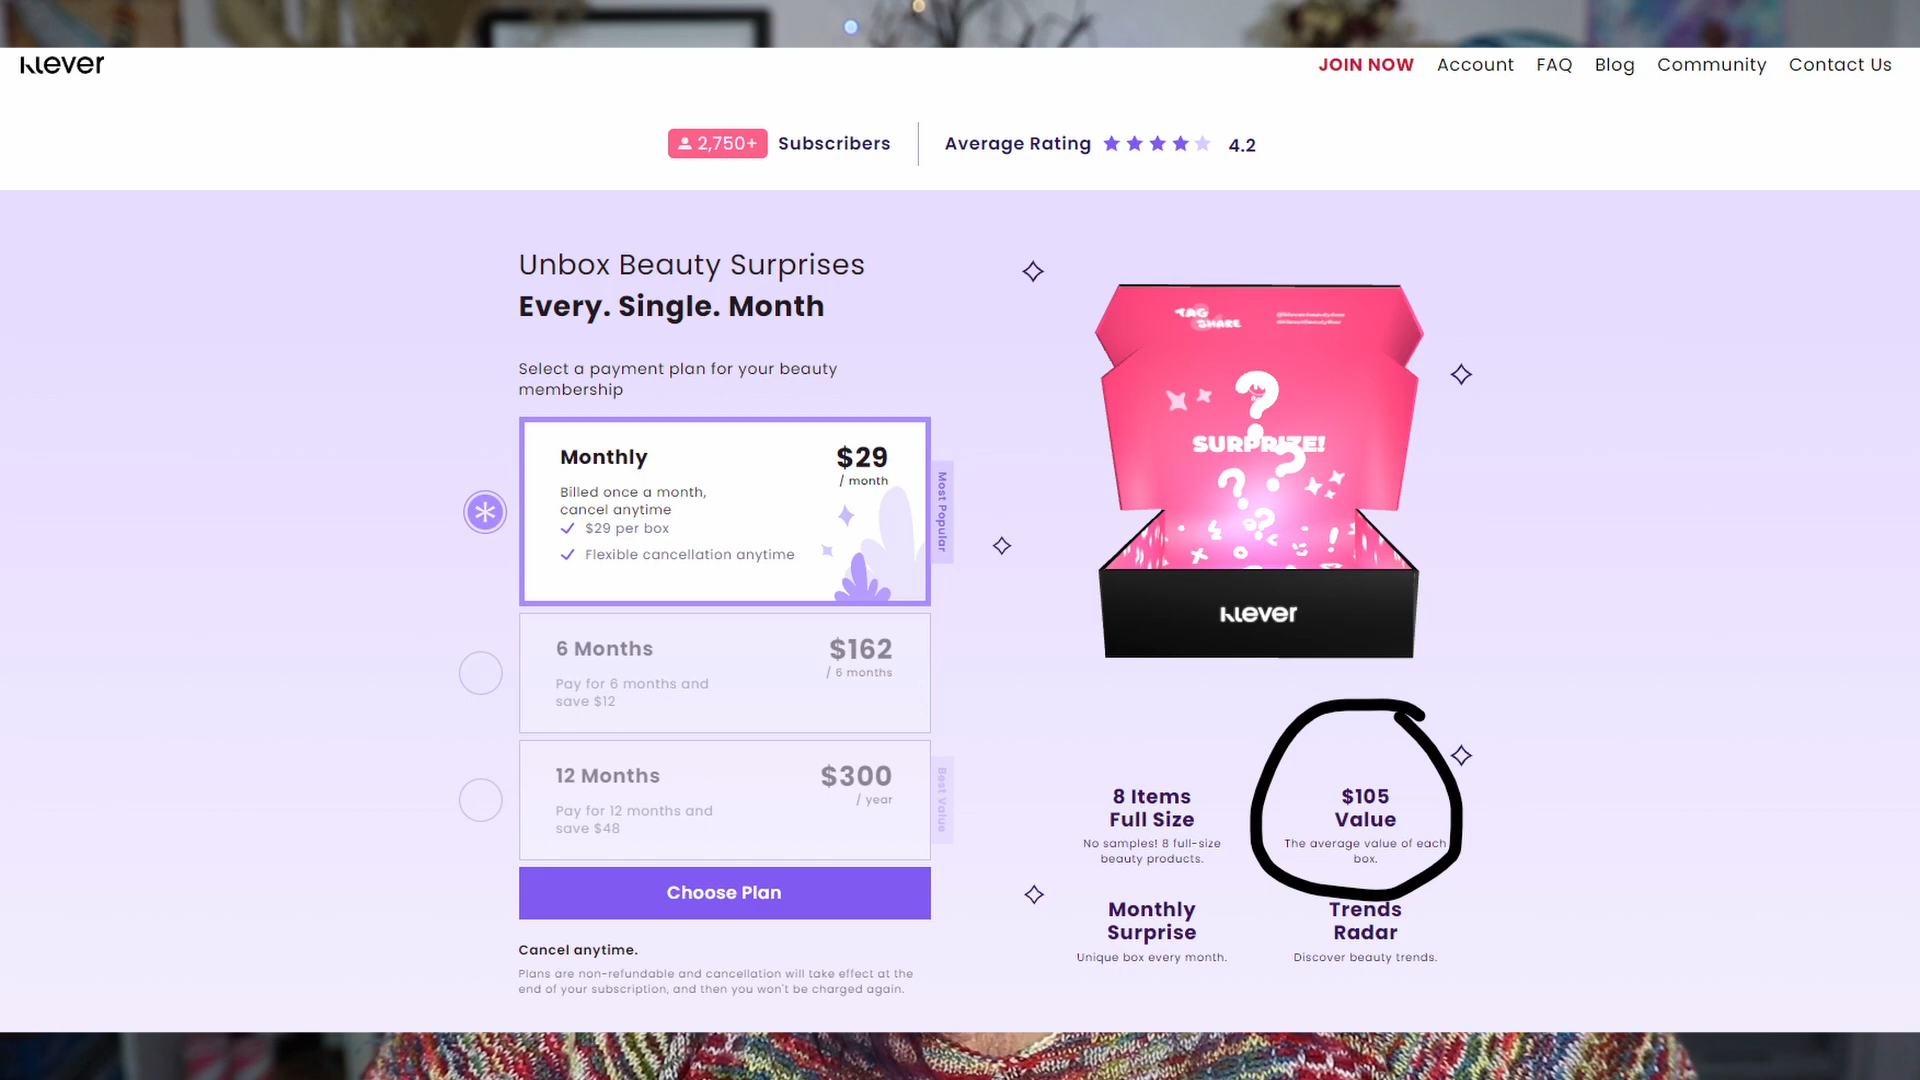 Klever
JOIN NOW Account FAQ Blog Community Contact Us
2,750+ Subscribers Average Rating 4.2
Unbox Beauty Surprises
Every. Single. Month
Select a payment plan for your beauty
membership
Monthly $29
/ month
Billed once a month,
cancel anytime
$29 per box
Flexible cancellation anytime
Most Popular
6 Months $162
/ 6 months
Pay for 6 months and
save $12
12 Months $300
/ year
Pay for 12 months and
save $48
Best Value
Choose Plan
Cancel anytime.
Plans are non-refundable and cancellation will take effect at the
end of your subscription, and then you won't be charged again.
TAG
SHARE
SURPRIZE!
Klever
8 Items
Full Size
No samples! 8 full-size
beauty products.
$105
Value
The average value of each
box.
Monthly
Surprise
Unique box every month.
Trends
Radar
Discover beauty trends.